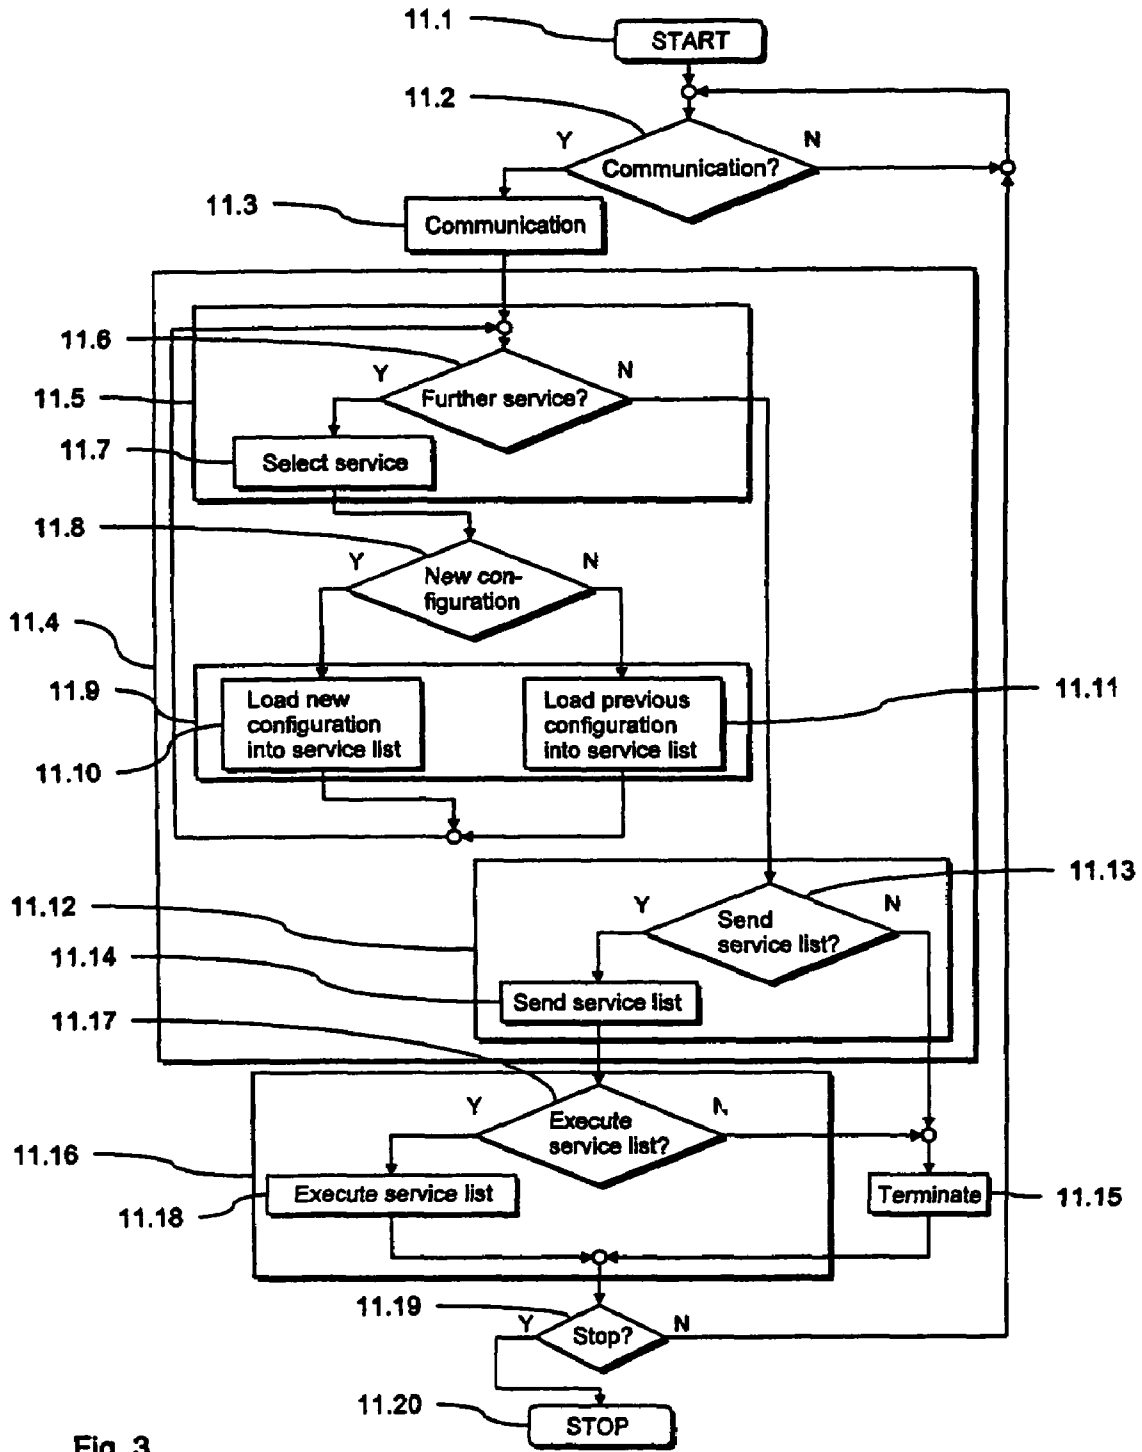 11.1
START
11.2
Y
N
Communication?
11.3
Communication
11.6
Y
N
11.5
Further service?
11.7
Select service
11.8
Y
N
New con-
figuration
11.4
11.9
Load new
configuration
into service list
Load previous
configuration
into service list
11.11
11.10
11.13
11.12
Y
N
Send
service list?
11.14
Send service list
11.17
Y
N
Execute
service list?
11.16
Execute service list
Terminate
11.15
11.18
11.19
Y
N
Stop?
11.20
STOP
Fig. 3